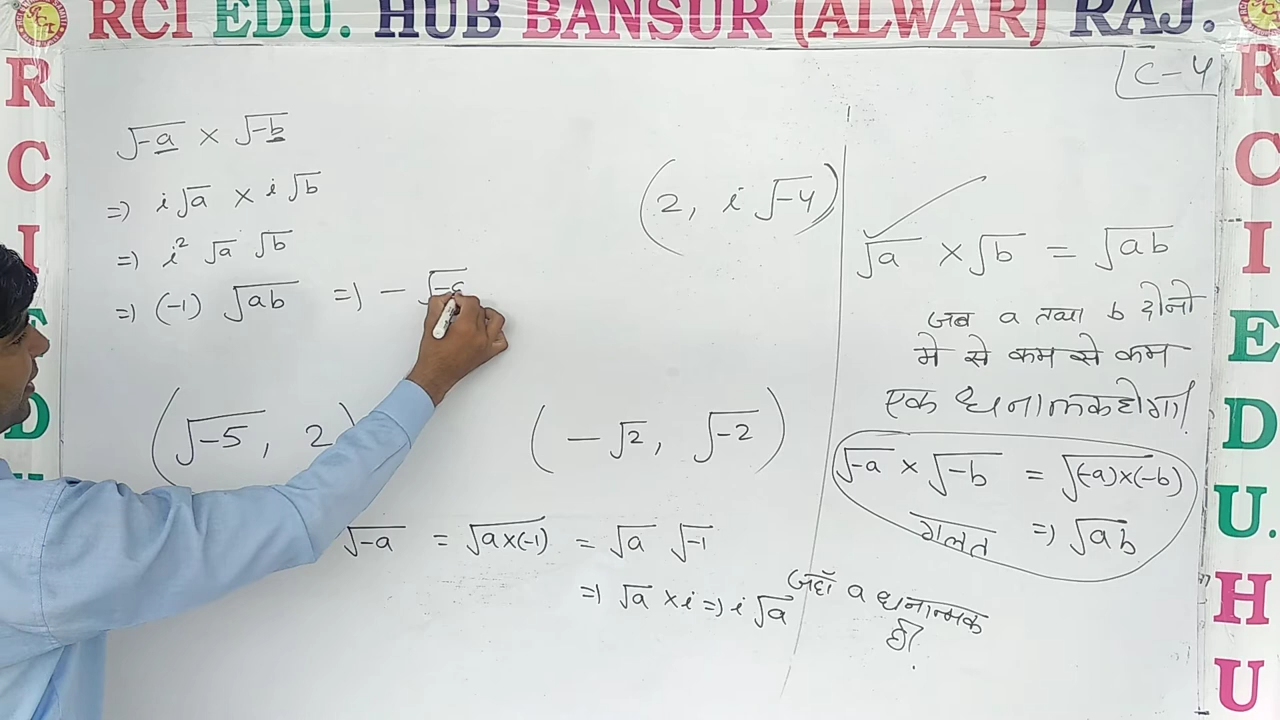 RCI EDU. HUB BANSUR (ALWAR) RAJ.
R
C
I
E
D
U
R
C
I
E
D
U.
H
U
C-4
√-a × √-b
=) i√a × i√b
=) i² √a √b
=) (-1) √ab =) - √-a
(2, i√-4)
(√-5, 2)
(-√2, √-2)
√-a = √a×(-1) = √a √-1
=) √a × i =) i√a
जहाँ a धनात्मक
है।
√a × √b = √ab
जब a तथा b दोनो
मे से कम से कम
एक धनात्मक होगा।
√-a × √-b = √(-a)×(-b)
गलत =) √ab